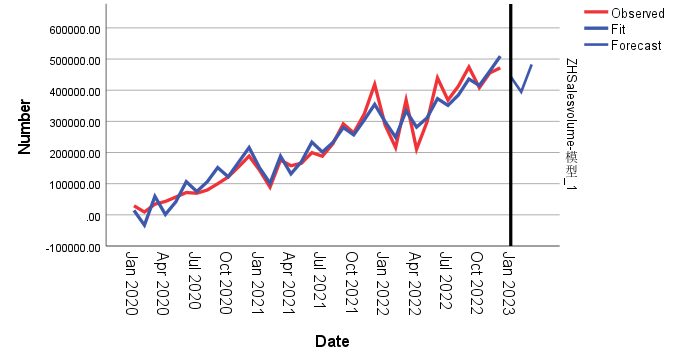 Observed
Fit
Forecast
600000.00
500000.00
400000.00
300000.00
200000.00
100000.00
.00
-100000.00
Number
ZHSalesvolume-模型_1
Jan 2020
Apr 2020
Jul 2020
Oct 2020
Jan 2021
Apr 2021
Jul 2021
Oct 2021
Jan 2022
Apr 2022
Jul 2022
Oct 2022
Jan 2023
Date